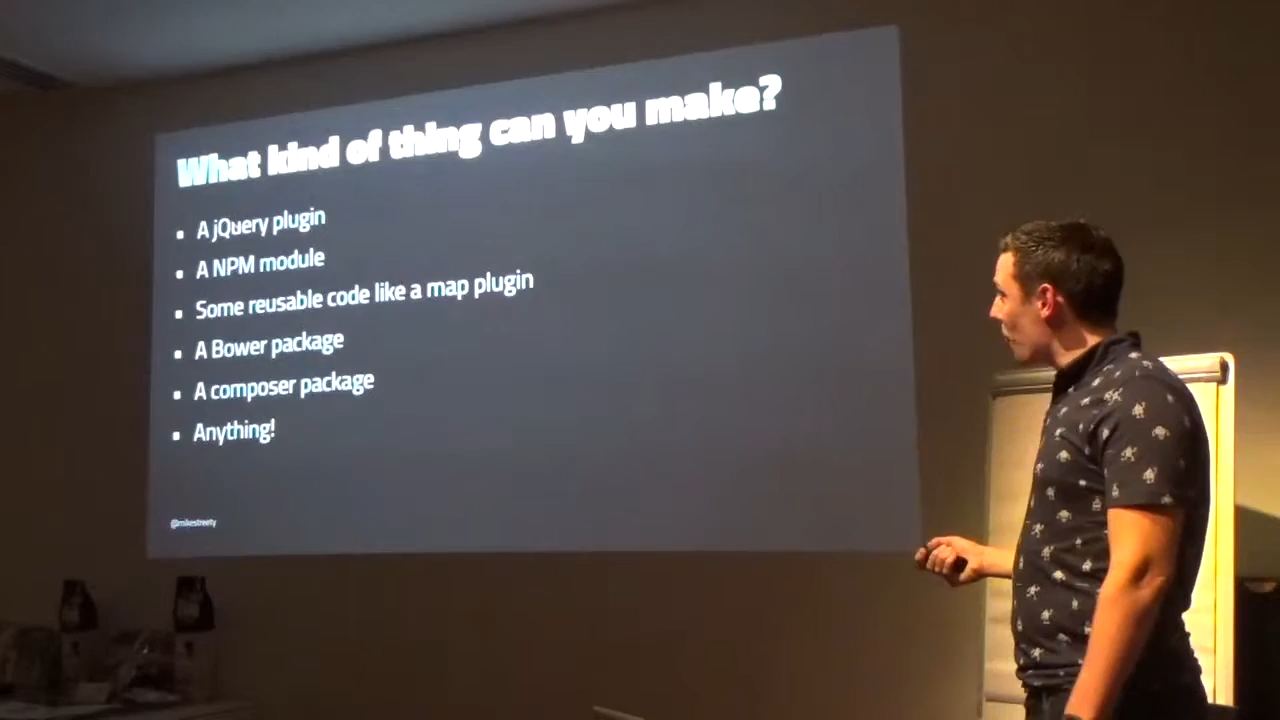 What kind of thing can you make?
A jQuery plugin
A NPM module
Some reusable code like a map plugin
A Bower package
A composer package
Anything!
@mikestreety